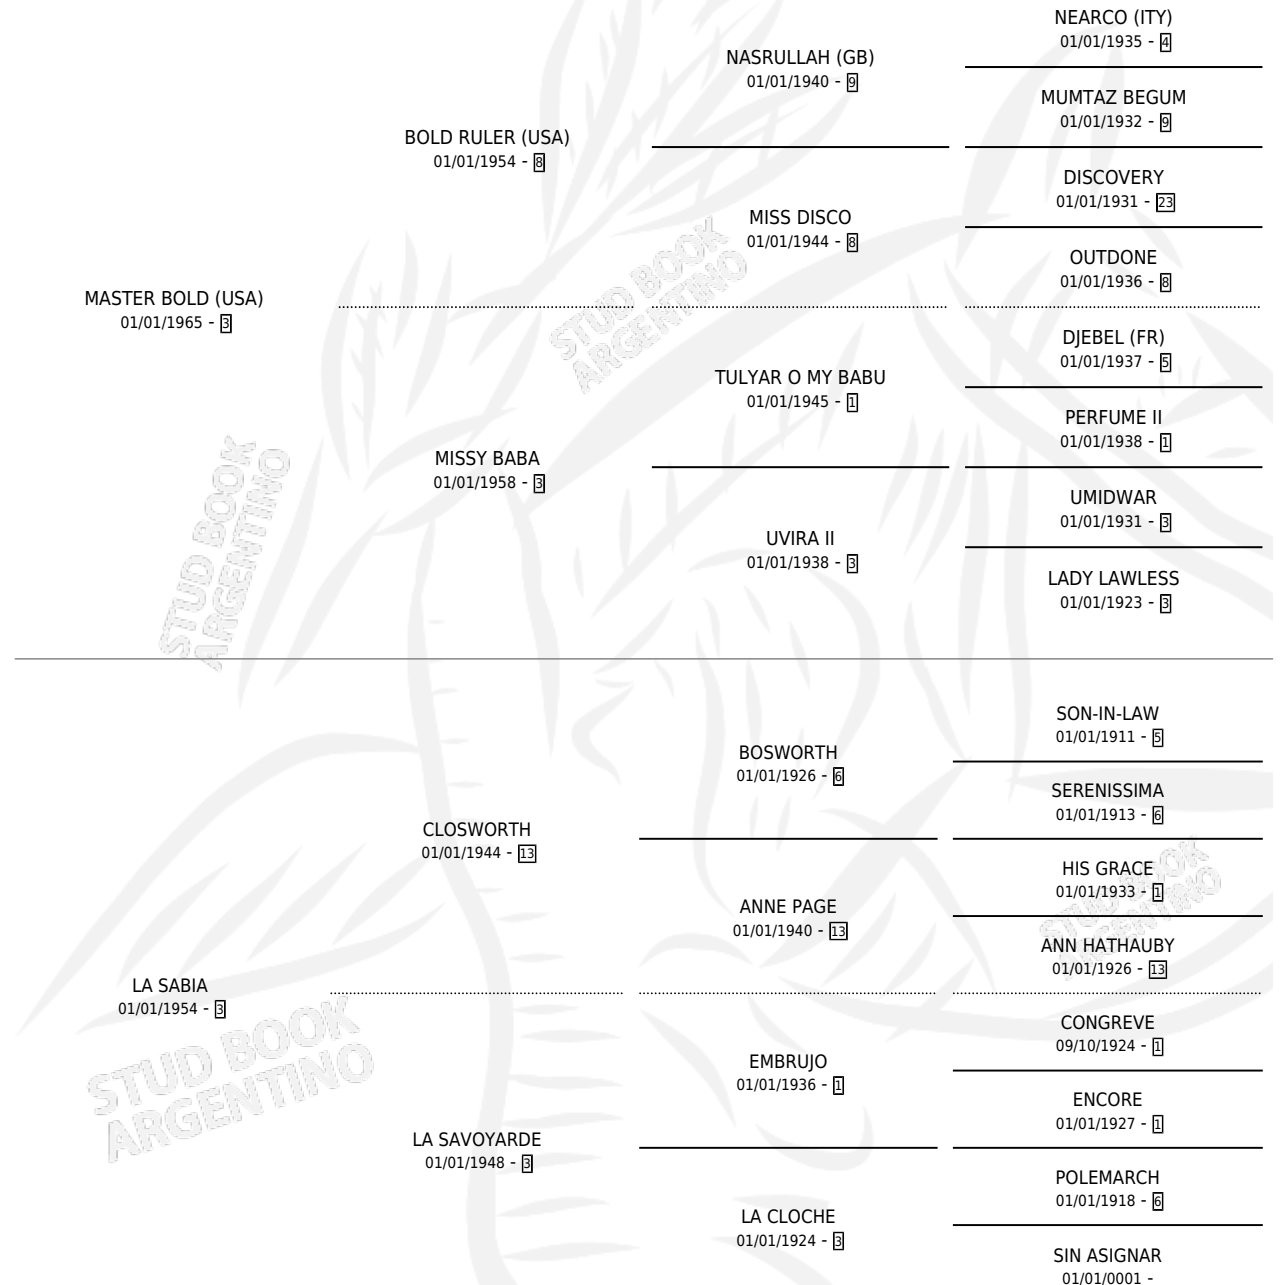 NEARCO (ITY)
01/01/1935 - 4
NASRULLAH (GB)
01/01/1940 - 9
MUMTAZ BEGUM
01/01/1932 - 9
BOLD RULER (USA)
01/01/1954 - 8
DISCOVERY
01/01/1931 - 23
MISS DISCO
01/01/1944 - 8
OUTDONE
01/01/1936 - 8
MASTER BOLD (USA)
01/01/1965 - 3
DJEBEL (FR)
01/01/1937 - 5
TULYAR O MY BABU
01/01/1945 - 1
PERFUME II
01/01/1938 - 1
MISSY BABA
01/01/1958 - 3
UMIDWAR
01/01/1931 - 3
UVIRA II
01/01/1938 - 3
LADY LAWLESS
01/01/1923 - 3
STUD BOOK
ARGENTINO
STUD BOOK
ARGENTINO
SON-IN-LAW
01/01/1911 - 5
BOSWORTH
01/01/1926 - 6
SERENISSIMA
01/01/1913 - 6
CLOSWORTH
01/01/1944 - 13
HIS GRACE
01/01/1933 - 1
ANNE PAGE
01/01/1940 - 13
ANN HATHAUBY
01/01/1926 - 13
STUD BOOK
ARGENTINO
LA SABIA
01/01/1954 - 3
CONGREVE
09/10/1924 - 1
EMBRUJO
01/01/1936 - 1
ENCORE
01/01/1927 - 1
LA SAVOYARDE
01/01/1948 - 3
POLEMARCH
01/01/1918 - 6
LA CLOCHE
01/01/1924 - 3
SIN ASIGNAR
01/01/0001 -
STUD BOOK
ARGENTINO